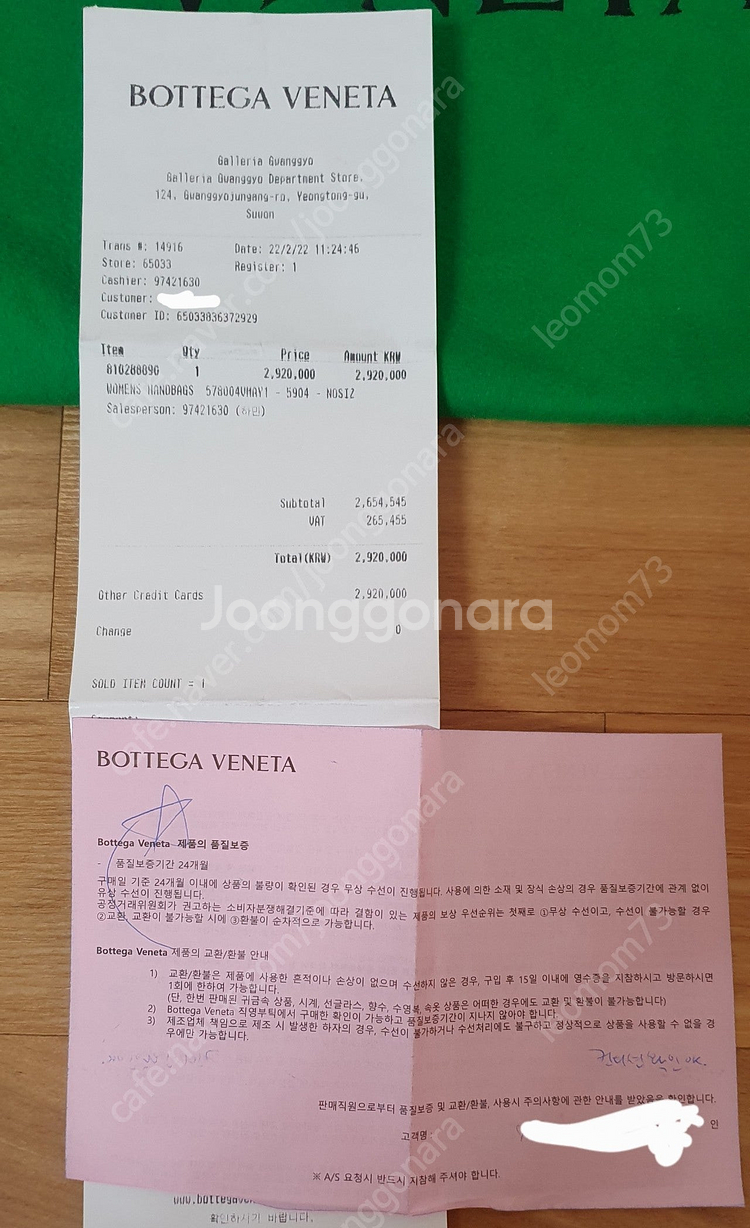 VENETA
BOTTEGA VENETA
Galleria Gwanggyo
Galleria Gwanggyo Department Store.
124, Gwanggyojungang-ro, Yeongtong-gu,
Suwon
Trans #: 14916 Date: 22/2/22 11:24:46
Store: 65033 Register: 1
Cashier: 97421630
Customer:
Customer ID: 65033836372929
Item Qty Price Amount KRW
810288090 1 2,920,000 2,920,000
WOMENS HANDBAGS 578004VMAY1 - 5904 - NOSIZ
Salesperson: 97421630 (하민)
Subtotal 2,654,545
VAT 265,455
Total(KRW) 2,920,000
Other Credit Cards 2,920,000
Change 0
SOLD ITEM COUNT = 1
BOTTEGA VENETA
Bottega Veneta 제품의 품질보증
- 품질보증기간 24개월
구매일 기준 24개월 이내에 상품의 불량이 확인된 경우 무상 수선이 진행됩니다. 사용에 의한 소재 및 장식 손상의 경우 품질보증기간에 관계 없이
유상 수선이 진행됩니다.
공정거래위원회가 권고하는 소비자분쟁해결기준에 따라 결함이 있는 제품의 보상 우선순위는 첫째로 ①무상 수선이고, 수선이 불가능할 경우
②교환, 교환이 불가능할 시에 ③환불이 순차적으로 가능합니다.
Bottega Veneta 제품의 교환/환불 안내
1) 교환/환불은 제품에 사용한 흔적이나 손상이 없으며 수선하지 않은 경우, 구입 후 15일 이내에 영수증을 지참하시고 방문하시면
1회에 한하여 가능합니다.
(단, 한번 판매된 귀금속 상품, 시계, 선글라스, 향수, 수영복, 속옷 상품은 어떠한 경우에도 교환 및 환불이 불가능합니다)
2) Bottega Veneta 직영부틱에서 구매한 확인이 가능하고 품질보증기간이 지나지 않아야 합니다.
3) 제조업체 책임으로 제조 시 발생한 하자의 경우, 수선이 불가하거나 수선처리에도 불구하고 정상적으로 상품을 사용할 수 없을 경
우에만 가능합니다.
컨디션 확인 OK.
판매직원으로부터 품질보증 및 교환/환불, 사용시 주의사항에 관한 안내를 받았음을 확인합니다.
고객명 : 인
※ A/S 요청시 반드시 지참해 주셔야 합니다.
확인하시기 바랍니다.
Joonggonara
cafe.naver.com/joonggonara
leomom73